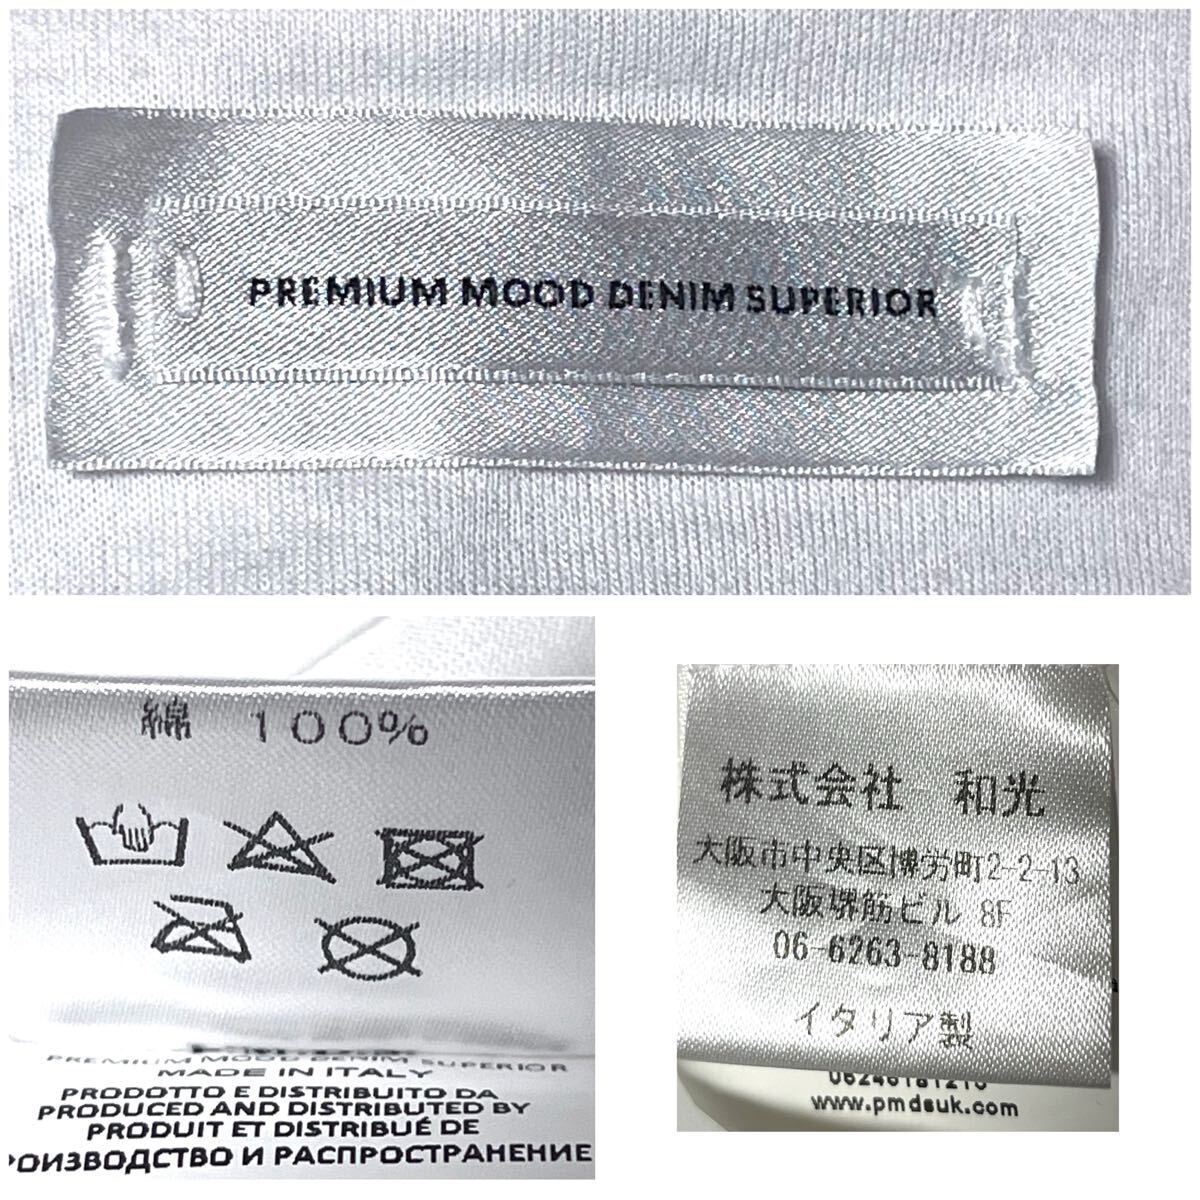 PREMIUM MOOD DENIM SUPERIOR
綿 100%
PREMIUM MOOD DENIM SUPERIOR
MADE IN ITALY
PRODOTTO E DISTRIBUITO DA
PRODUCED AND DISTRIBUTED BY
PRODUIT ET DISTRIBUÉ DE
РОИЗВОДСТВО И РАСПРОСТРАНЕНИЕ
株式会社 和光
大阪市中央区博労町2-2-13
大阪堺筋ビル 8F
06-6263-8188
イタリア製
www.pmdsuk.com